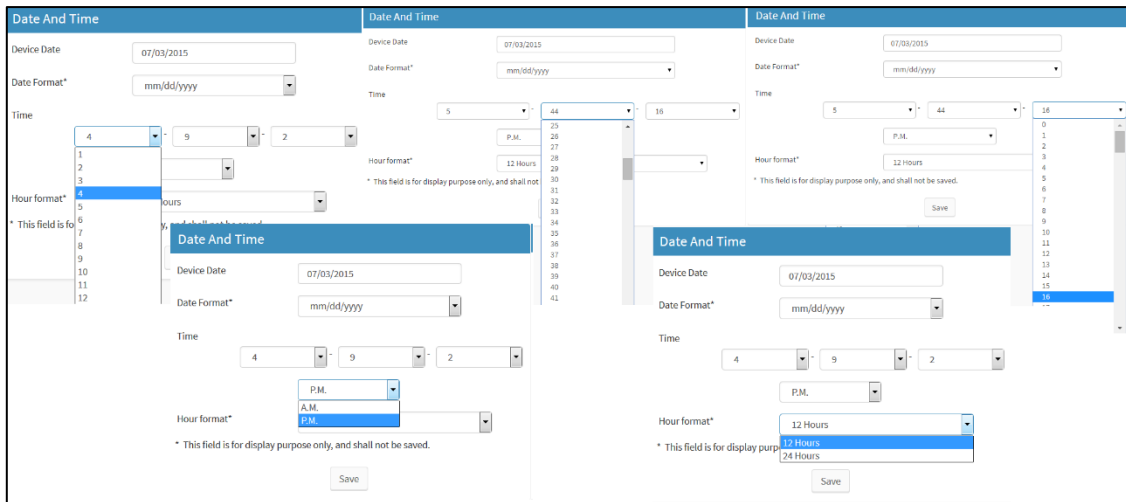 Date And Time
Device Date
07/03/2015
Date Format*
mm/dd/yyyy
Time
4 - 9 - 2
1
2
3
4
5
6
7
8
9
10
11
12
Hour format*
ours
* This field is fo
y, and shall not be saved.
Date And Time
Device Date
07/03/2015
Date Format*
mm/dd/yyyy
Time
5 - 44 - 16
25
26
27
28
29
30
31
32
33
34
35
36
37
38
39
40
41
P.M.
Hour format*
12 Hours
* This field is for display purpose only, and shall not
Date And Time
Device Date
07/03/2015
Date Format*
mm/dd/yyyy
Time
5 - 44 - 16
0
1
2
3
4
5
6
7
8
9
10
11
12
13
14
15
16
P.M.
Hour format*
12 Hours
* This field is for display purpose only, and shall not be saved.
Save
Date And Time
Device Date
07/03/2015
Date Format*
mm/dd/yyyy
Time
4 - 9 - 2
P.M.
A.M.
P.M.
Hour format*
* This field is for display purpose only, and shall not be saved.
Save
Date And Time
Device Date
07/03/2015
Date Format*
mm/dd/yyyy
Time
4 - 9 - 2
P.M.
Hour format*
12 Hours
12 Hours
24 Hours
* This field is for display purp
Save